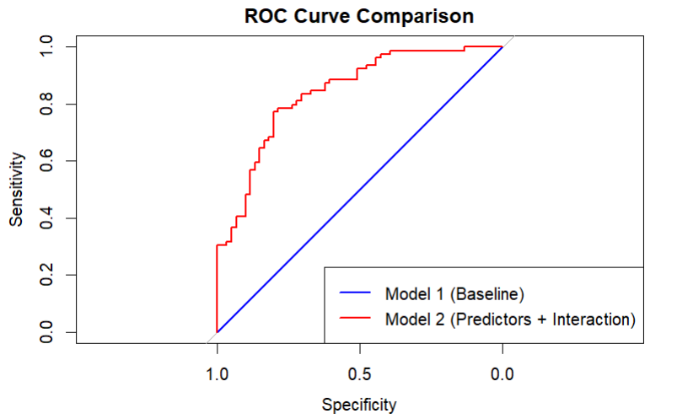 ROC Curve Comparison
Sensitivity
1.0
0.8
0.6
0.4
0.2
0.0
Model 1 (Baseline)
Model 2 (Predictors + Interaction)
1.0 0.5 0.0
Specificity